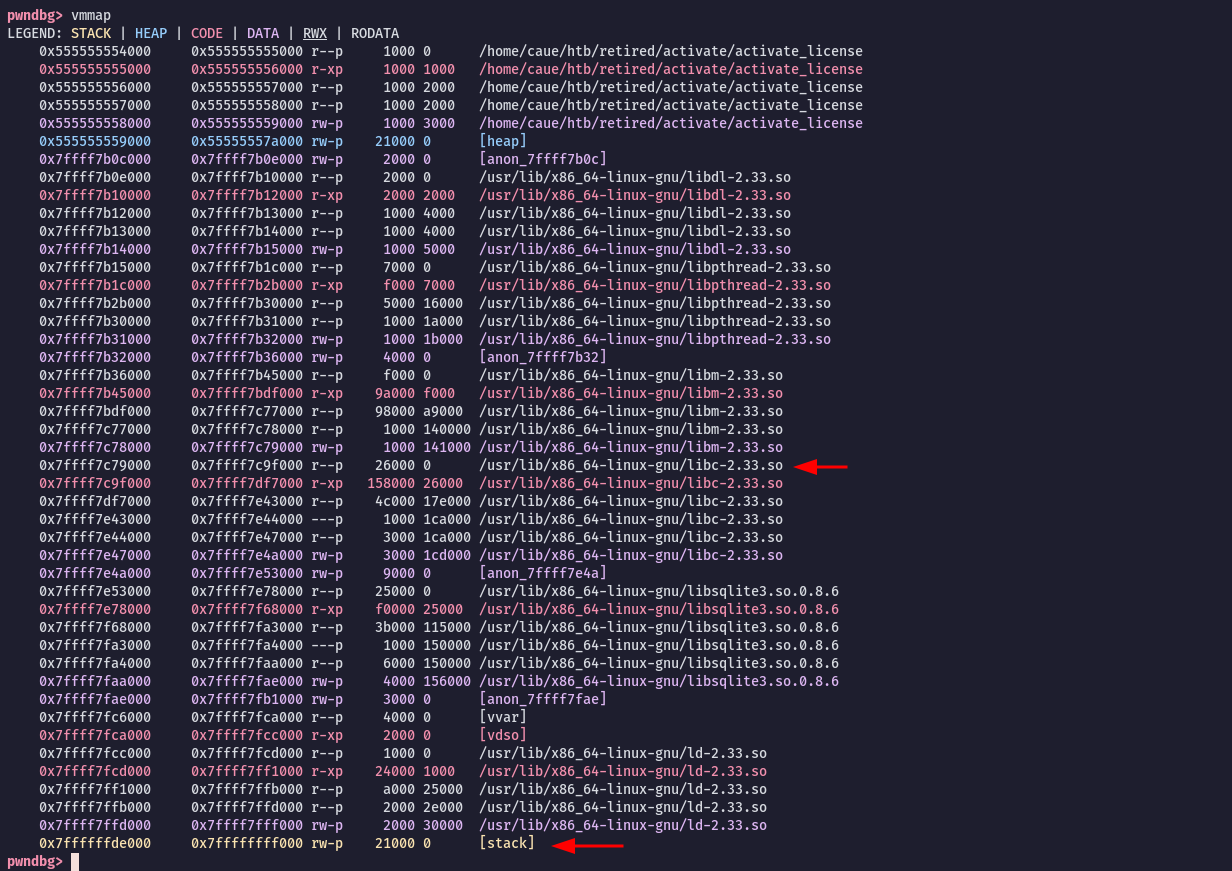 pwndbg> vmmap
LEGEND: STACK | HEAP | CODE | DATA | RWX | RODATA
0x555555554000 0x555555555000 r--p 1000 0 /home/caue/htb/retired/activate/activate_license
0x555555555000 0x555555556000 r-xp 1000 1000 /home/caue/htb/retired/activate/activate_license
0x555555556000 0x555555557000 r--p 1000 2000 /home/caue/htb/retired/activate/activate_license
0x555555557000 0x555555558000 r--p 1000 2000 /home/caue/htb/retired/activate/activate_license
0x555555558000 0x555555559000 rw-p 1000 3000 /home/caue/htb/retired/activate/activate_license
0x555555559000 0x55555557a000 rw-p 21000 0 [heap]
0x7ffff7b0c000 0x7ffff7b0e000 rw-p 2000 0 [anon_7ffff7b0c]
0x7ffff7b0e000 0x7ffff7b10000 r--p 2000 0 /usr/lib/x86_64-linux-gnu/libdl-2.33.so
0x7ffff7b10000 0x7ffff7b12000 r-xp 2000 2000 /usr/lib/x86_64-linux-gnu/libdl-2.33.so
0x7ffff7b12000 0x7ffff7b13000 r--p 1000 4000 /usr/lib/x86_64-linux-gnu/libdl-2.33.so
0x7ffff7b13000 0x7ffff7b14000 r--p 1000 4000 /usr/lib/x86_64-linux-gnu/libdl-2.33.so
0x7ffff7b14000 0x7ffff7b15000 rw-p 1000 5000 /usr/lib/x86_64-linux-gnu/libdl-2.33.so
0x7ffff7b15000 0x7ffff7b1c000 r--p 7000 0 /usr/lib/x86_64-linux-gnu/libpthread-2.33.so
0x7ffff7b1c000 0x7ffff7b2b000 r-xp f000 7000 /usr/lib/x86_64-linux-gnu/libpthread-2.33.so
0x7ffff7b2b000 0x7ffff7b30000 r--p 5000 16000 /usr/lib/x86_64-linux-gnu/libpthread-2.33.so
0x7ffff7b30000 0x7ffff7b31000 r--p 1000 1a000 /usr/lib/x86_64-linux-gnu/libpthread-2.33.so
0x7ffff7b31000 0x7ffff7b32000 rw-p 1000 1b000 /usr/lib/x86_64-linux-gnu/libpthread-2.33.so
0x7ffff7b32000 0x7ffff7b36000 rw-p 4000 0 [anon_7ffff7b32]
0x7ffff7b36000 0x7ffff7b45000 r--p f000 0 /usr/lib/x86_64-linux-gnu/libm-2.33.so
0x7ffff7b45000 0x7ffff7bdf000 r-xp 9a000 f000 /usr/lib/x86_64-linux-gnu/libm-2.33.so
0x7ffff7bdf000 0x7ffff7c77000 r--p 98000 a9000 /usr/lib/x86_64-linux-gnu/libm-2.33.so
0x7ffff7c77000 0x7ffff7c78000 r--p 1000 140000 /usr/lib/x86_64-linux-gnu/libm-2.33.so
0x7ffff7c78000 0x7ffff7c79000 rw-p 1000 141000 /usr/lib/x86_64-linux-gnu/libm-2.33.so
0x7ffff7c79000 0x7ffff7c9f000 r--p 26000 0 /usr/lib/x86_64-linux-gnu/libc-2.33.so
0x7ffff7c9f000 0x7ffff7df7000 r-xp 158000 26000 /usr/lib/x86_64-linux-gnu/libc-2.33.so
0x7ffff7df7000 0x7ffff7e43000 r--p 4c000 17e000 /usr/lib/x86_64-linux-gnu/libc-2.33.so
0x7ffff7e43000 0x7ffff7e44000 ---p 1000 1ca000 /usr/lib/x86_64-linux-gnu/libc-2.33.so
0x7ffff7e44000 0x7ffff7e47000 r--p 3000 1ca000 /usr/lib/x86_64-linux-gnu/libc-2.33.so
0x7ffff7e47000 0x7ffff7e4a000 rw-p 3000 1cd000 /usr/lib/x86_64-linux-gnu/libc-2.33.so
0x7ffff7e4a000 0x7ffff7e53000 rw-p 9000 0 [anon_7ffff7e4a]
0x7ffff7e53000 0x7ffff7e78000 r--p 25000 0 /usr/lib/x86_64-linux-gnu/libsqlite3.so.0.8.6
0x7ffff7e78000 0x7ffff7f68000 r-xp f0000 25000 /usr/lib/x86_64-linux-gnu/libsqlite3.so.0.8.6
0x7ffff7f68000 0x7ffff7fa3000 r--p 3b000 115000 /usr/lib/x86_64-linux-gnu/libsqlite3.so.0.8.6
0x7ffff7fa3000 0x7ffff7fa4000 ---p 1000 150000 /usr/lib/x86_64-linux-gnu/libsqlite3.so.0.8.6
0x7ffff7fa4000 0x7ffff7faa000 r--p 6000 150000 /usr/lib/x86_64-linux-gnu/libsqlite3.so.0.8.6
0x7ffff7faa000 0x7ffff7fae000 rw-p 4000 156000 /usr/lib/x86_64-linux-gnu/libsqlite3.so.0.8.6
0x7ffff7fae000 0x7ffff7fb1000 rw-p 3000 0 [anon_7ffff7fae]
0x7ffff7fc6000 0x7ffff7fca000 r--p 4000 0 [vvar]
0x7ffff7fca000 0x7ffff7fcc000 r-xp 2000 0 [vdso]
0x7ffff7fcc000 0x7ffff7fcd000 r--p 1000 0 /usr/lib/x86_64-linux-gnu/ld-2.33.so
0x7ffff7fcd000 0x7ffff7ff1000 r-xp 24000 1000 /usr/lib/x86_64-linux-gnu/ld-2.33.so
0x7ffff7ff1000 0x7ffff7ffb000 r--p a000 25000 /usr/lib/x86_64-linux-gnu/ld-2.33.so
0x7ffff7ffb000 0x7ffff7ffd000 r--p 2000 2e000 /usr/lib/x86_64-linux-gnu/ld-2.33.so
0x7ffff7ffd000 0x7ffff7fff000 rw-p 2000 30000 /usr/lib/x86_64-linux-gnu/ld-2.33.so
0x7ffffffde000 0x7ffffffff000 rw-p 21000 0 [stack]
pwndbg>